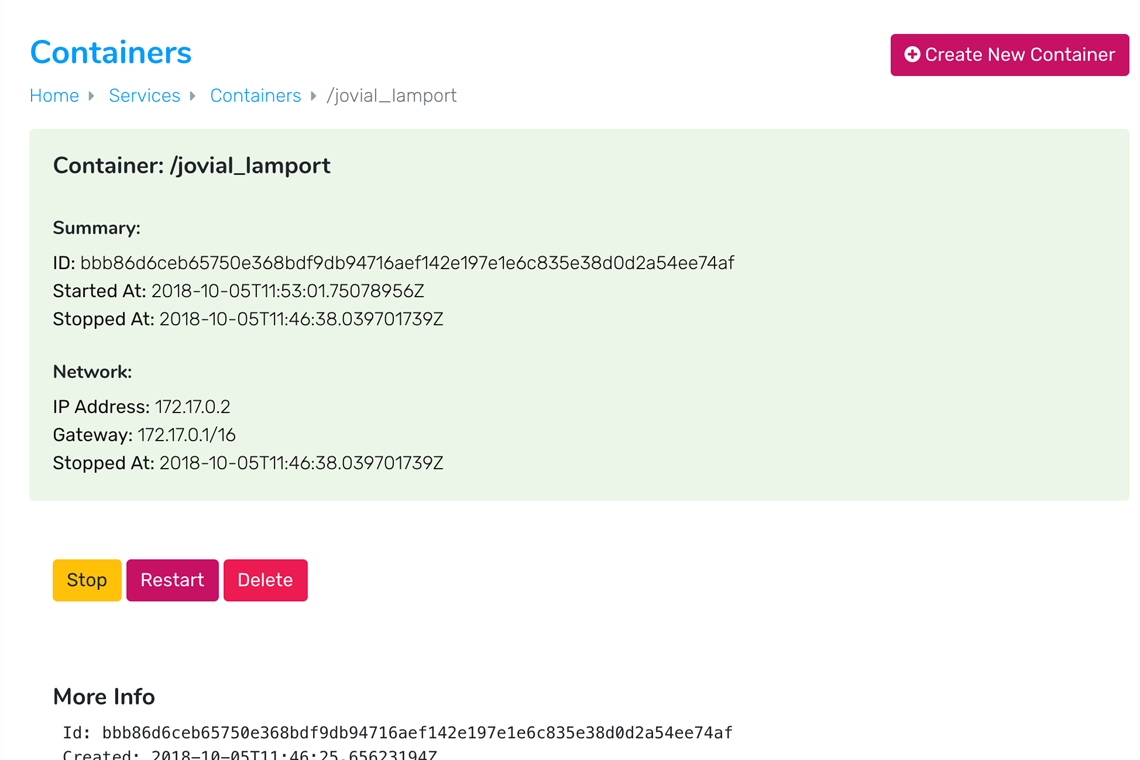 Containers
Create New Container
Home Services Containers /jovial_lamport
Container: /jovial_lamport
Summary:
ID: bbb86d6ceb65750e368bdf9db94716aef142e197e1e6c835e38d0d2a54ee74af
Started At: 2018-10-05T11:53:01.75078956Z
Stopped At: 2018-10-05T11:46:38.039701739Z
Network:
IP Address: 172.17.0.2
Gateway: 172.17.0.1/16
Stopped At: 2018-10-05T11:46:38.039701739Z
Stop Restart Delete
More Info
Id: bbb86d6ceb65750e368bdf9db94716aef142e197e1e6c835e38d0d2a54ee74af
Created: 2018-10-05T11:46:25.65623194Z